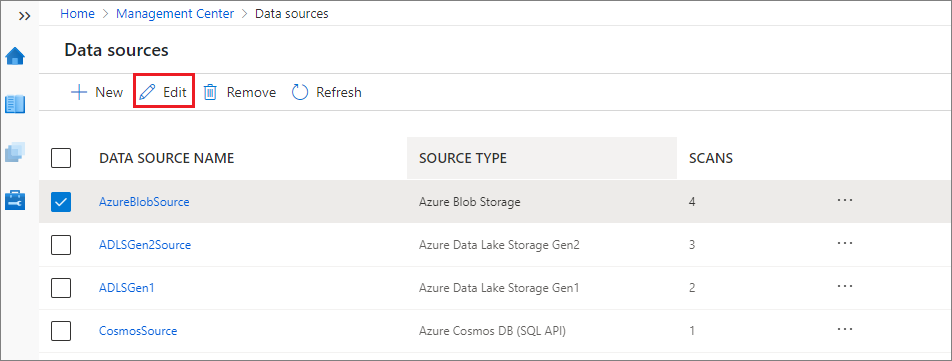 Home > Management Center > Data sources
Data sources
New Edit Remove Refresh
DATA SOURCE NAME SOURCE TYPE SCANS
AzureBlobSource Azure Blob Storage 4 ...
ADLSGen2Source Azure Data Lake Storage Gen2 3 ...
ADLSGen1 Azure Data Lake Storage Gen1 2 ...
CosmosSource Azure Cosmos DB (SQL API) 1 ...